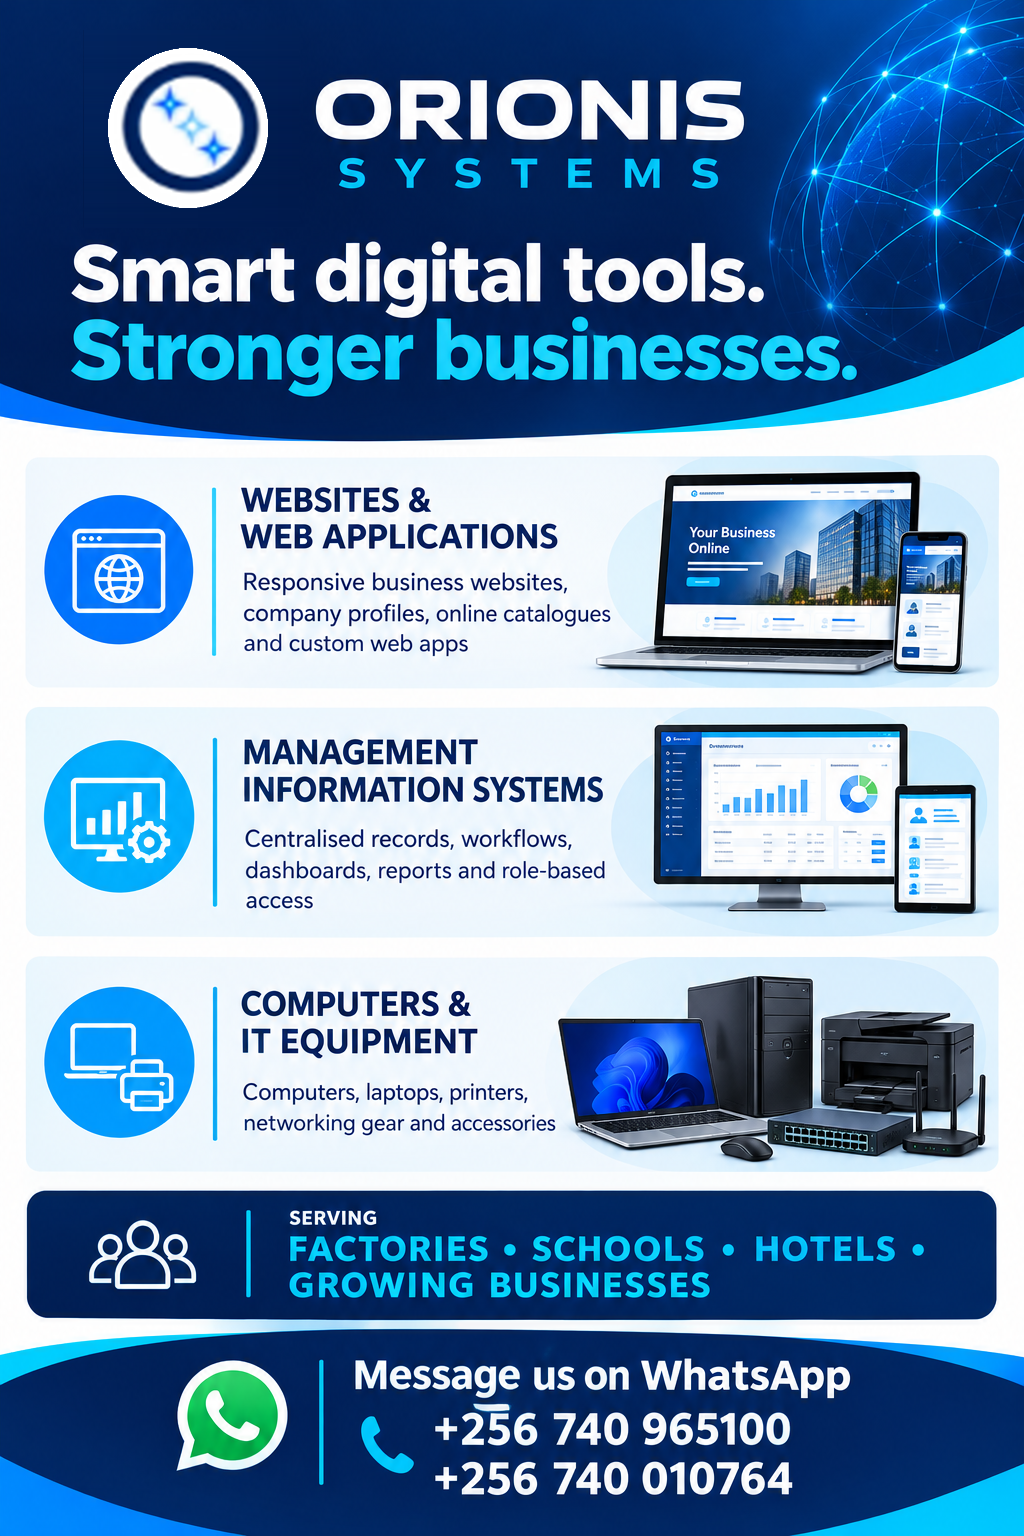 ORIONIS
SYSTEMS
Smart digital tools.
Stronger businesses.
WEBSITES &
WEB APPLICATIONS
Responsive business websites,
company profiles, online catalogues
and custom web apps
Your Business
Online
MANAGEMENT
INFORMATION SYSTEMS
Centralised records, workflows,
dashboards, reports and role-based
access
COMPUTERS &
IT EQUIPMENT
Computers, laptops, printers,
networking gear and accessories
SERVING
FACTORIES • SCHOOLS • HOTELS •
GROWING BUSINESSES
Message us on WhatsApp
+256 740 965100
+256 740 010764